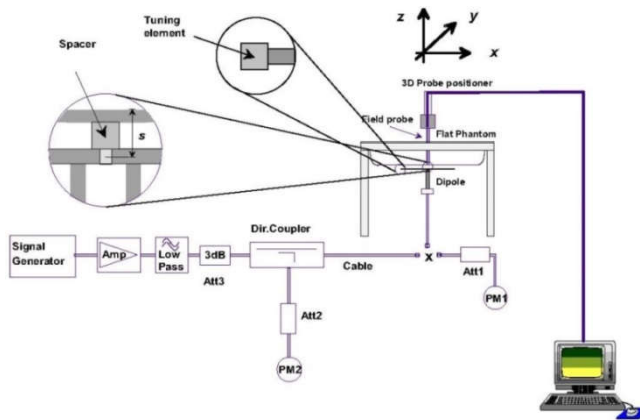 Tuning
element
Spacer
s
z
y
x
3D Probe positioner
Field probe
Flat Phantom
Dipole
Signal
Generator
Amp
Low
Pass
3dB
Att3
Dir.Coupler
Cable
x
Att1
PM1
Att2
PM2